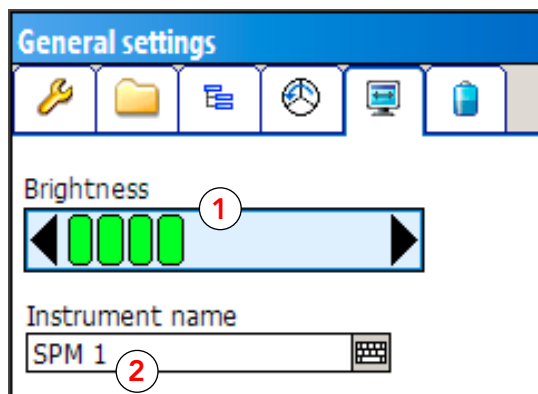 General settings
Brightness
1
Instrument name
SPM 1
2